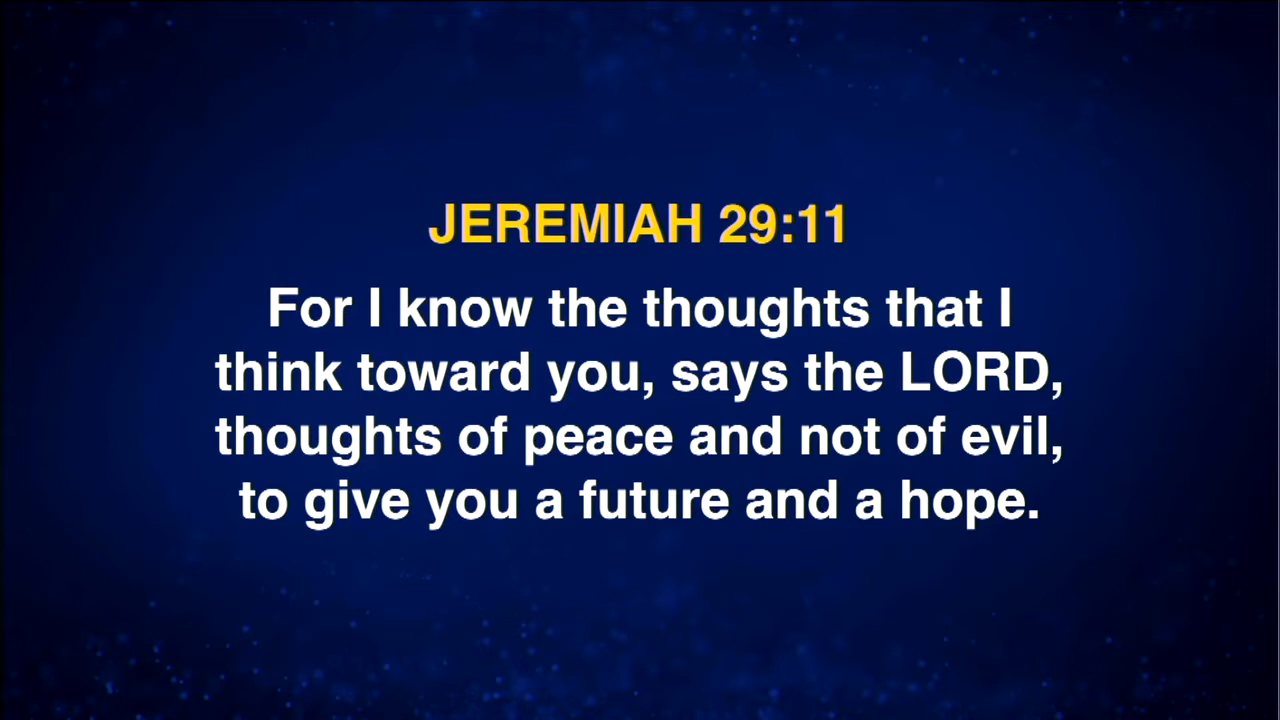 JEREMIAH 29:11
For I know the thoughts that I
think toward you, says the LORD,
thoughts of peace and not of evil,
to give you a future and a hope.